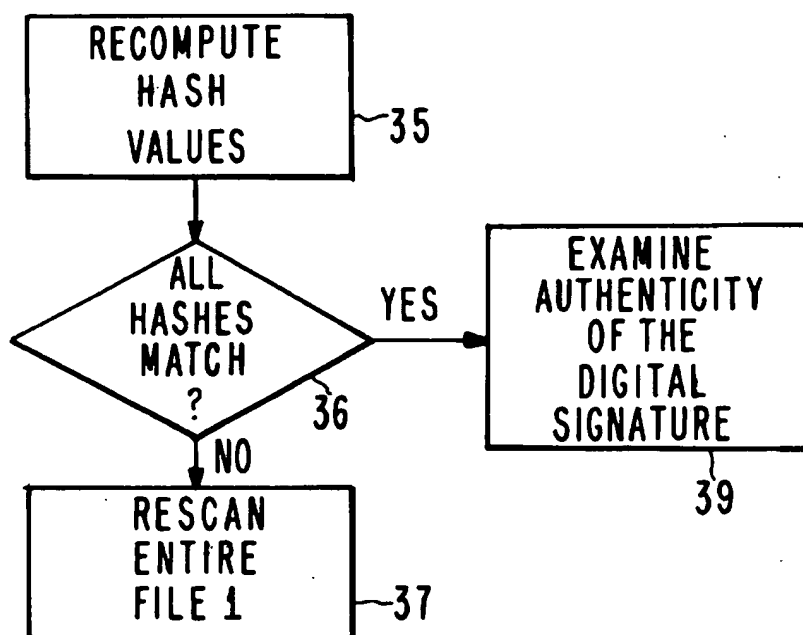 RECOMPUTE
HASH
VALUES
35
ALL
HASHES
MATCH
?
36
YES
EXAMINE
AUTHENTICITY
OF THE
DIGITAL
SIGNATURE
39
NO
RESCAN
ENTIRE
FILE 1
37